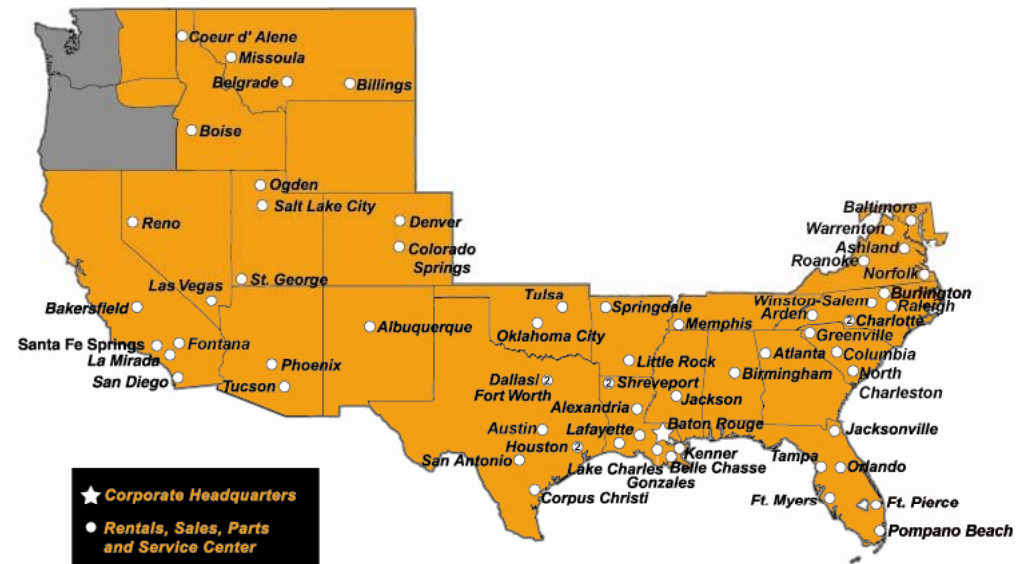 Coeur d' Alene
Missoula
Belgrade
Billings
Boise
Ogden
Salt Lake City
Reno
Denver
Colorado
Springs
St. George
Las Vegas
Bakersfield
Santa Fe Springs
Fontana
La Mirada
San Diego
Phoenix
Tucson
Albuquerque
Tulsa
Oklahoma City
Springdale
Memphis
Little Rock
Dallasl 2
Fort Worth
2 Shreveport
Jackson
Alexandria
Austin
Houston 2
San Antonio
Corpus Christi
Lafayette
Baton Rouge
Lake Charles
Kenner
Belle Chasse
Gonzales
Baltimore
Warrenton
Ashland
Roanoke
Norfolk
Burlington
Winston-Salem
Raleigh
Arden
2 Charlotte
Greenville
Atlanta
Columbia
Birmingham
North
Charleston
Jacksonville
Tampa
Orlando
Ft. Myers
Ft. Pierce
Pompano Beach
Corporate Headquarters
Rentals, Sales, Parts
and Service Center